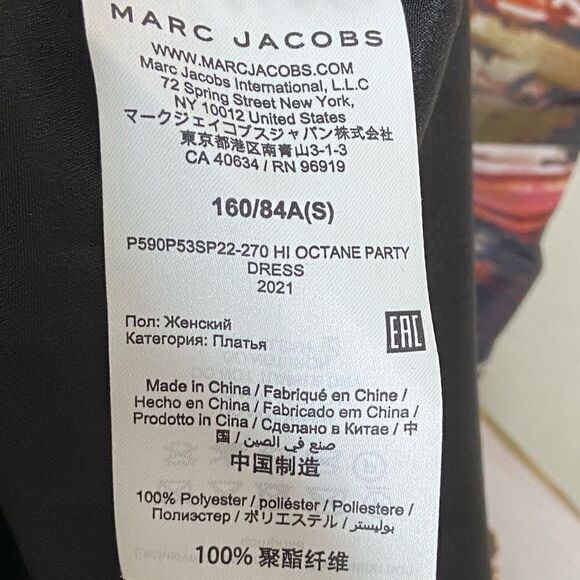 MARC JACOBS
WWW.MARCJACOBS.COM
Marc Jacobs International, L.L.C
72 Spring Street New York,
NY 10012 United States
マークジェイコブスジャパン株式会社
東京都港区南青山3-1-3
CA 40634 / RN 96919
160/84A(S)
P590P53SP22-270 HI OCTANE PARTY
DRESS
2021
Пол: Женский
Категория: Платья
EAC
Made in China / Fabriqué en Chine /
Hecho en China / Fabricado em China /
Prodotto in Cina / Сделано в Китае / 中
国 / صنع في الصين /
中国制造
100% Polyester / poliéster / Poliestere /
Полиэстер / ポリエステル / بوليستر /
100% 聚酯纤维